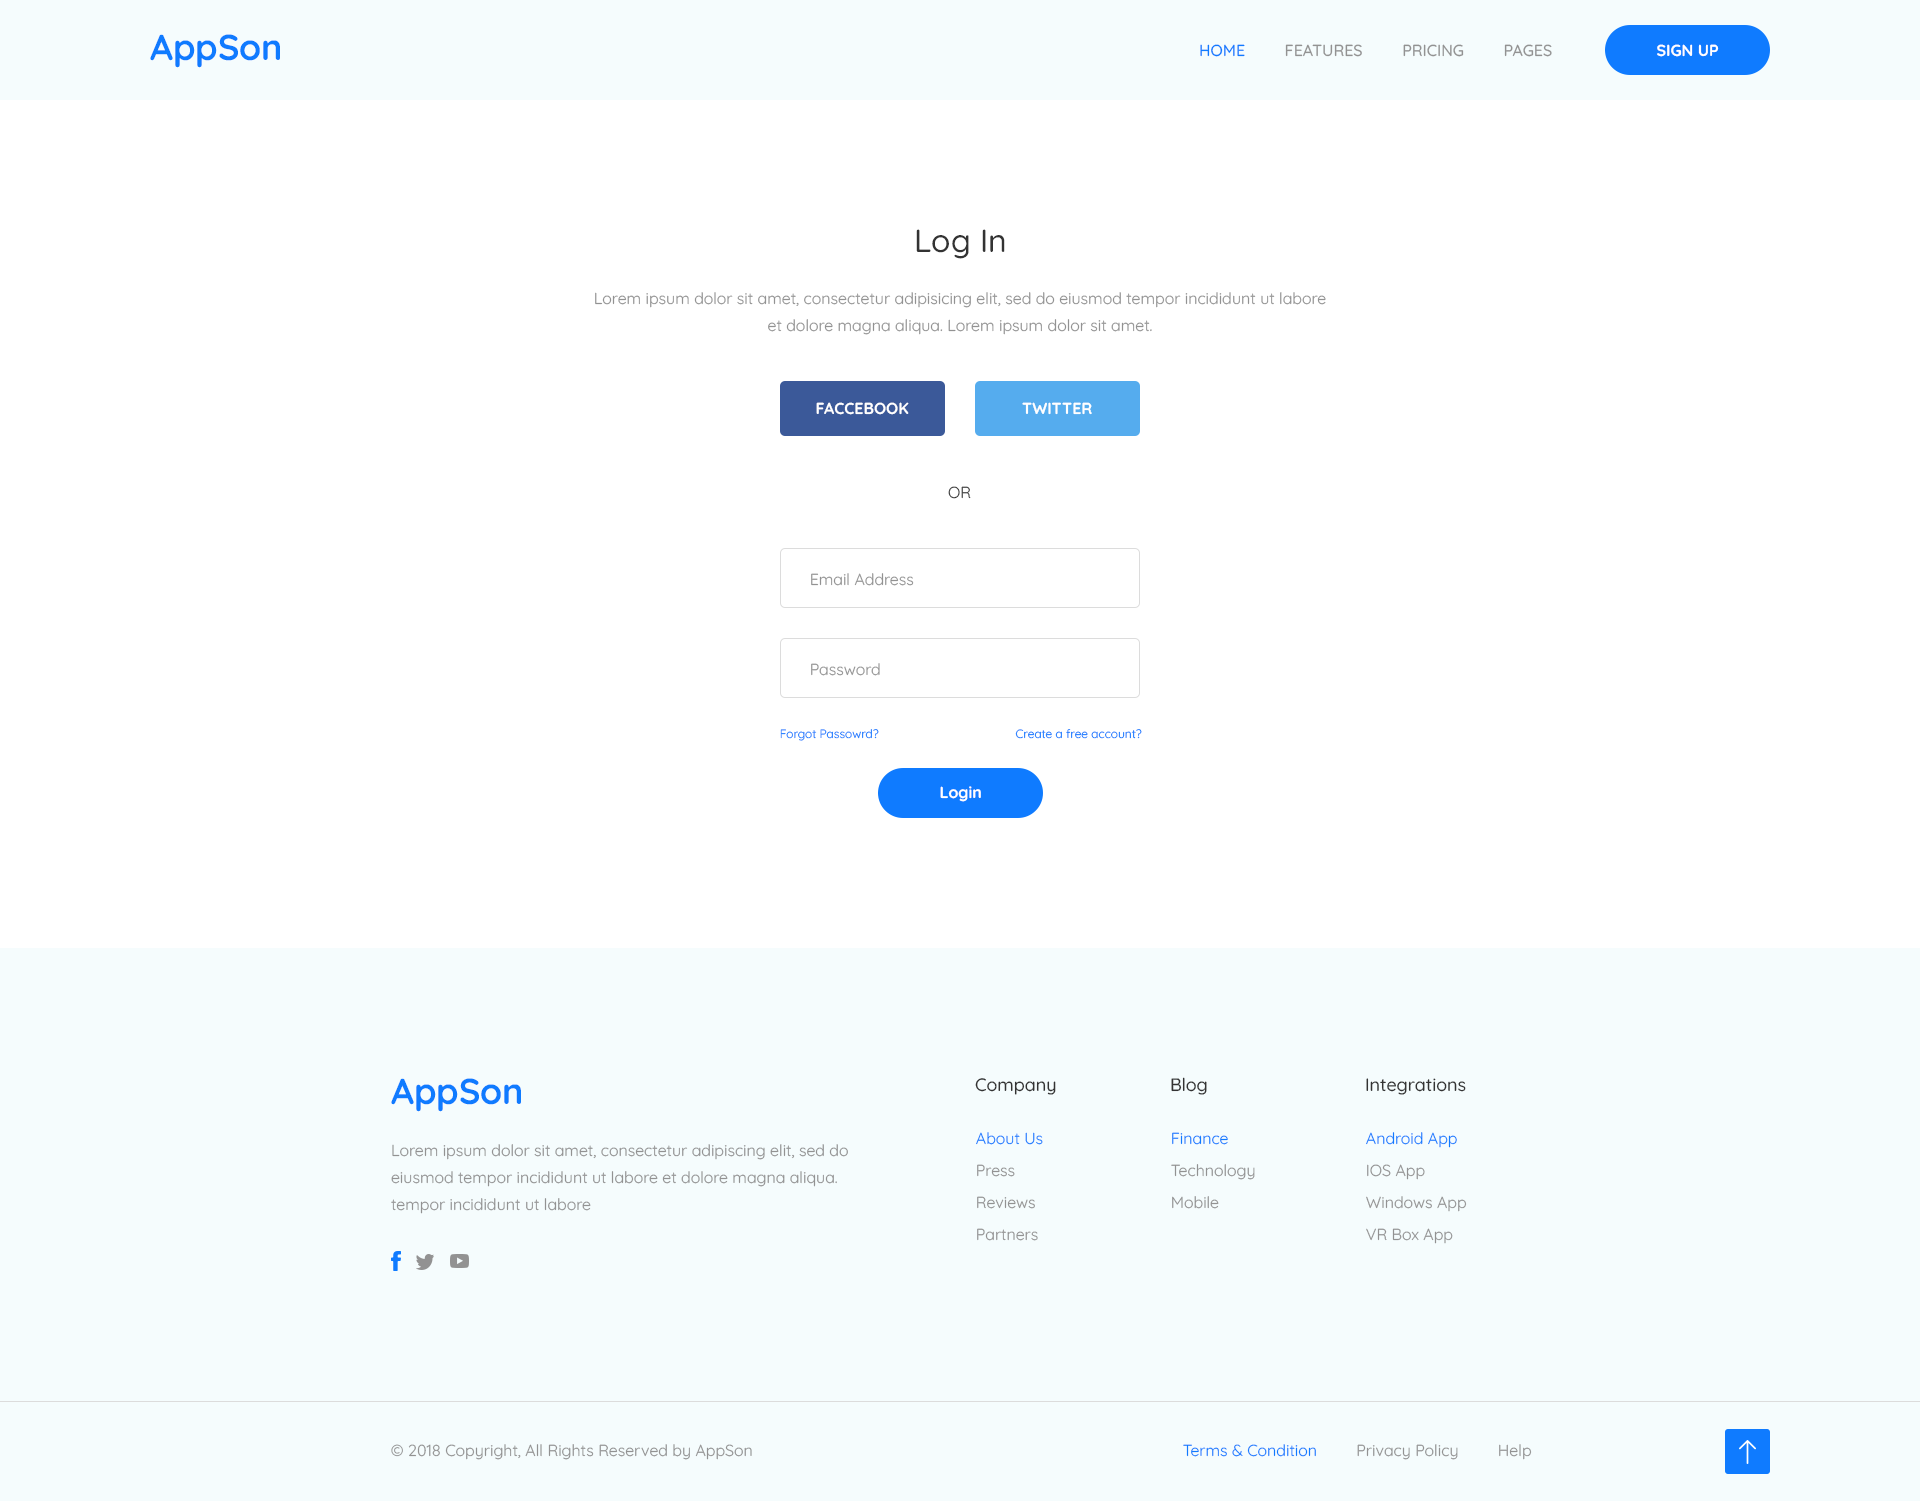 AppSon
HOME
FEATURES
PRICING
PAGES
SIGN UP
Log In
Lorem ipsum dolor sit amet, consectetur adipisicing elit, sed do eiusmod tempor incididunt ut labore
et dolore magna aliqua. Lorem ipsum dolor sit amet.
FACCEBOOK
TWITTER
OR
Email Address
Password
Forgot Passowrd?
Create a free account?
Login
AppSon
Lorem ipsum dolor sit amet, consectetur adipiscing elit, sed do
eiusmod tempor incididunt ut labore et dolore magna aliqua.
tempor incididunt ut labore
Company
About Us
Press
Reviews
Partners
Blog
Finance
Technology
Mobile
Integrations
Android App
IOS App
Windows App
VR Box App
© 2018 Copyright, All Rights Reserved by AppSon
Terms & Condition
Privacy Policy
Help